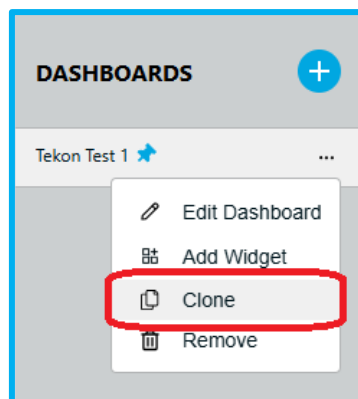 DASHBOARDS
Tekon Test 1
Edit Dashboard
Add Widget
Clone
Remove